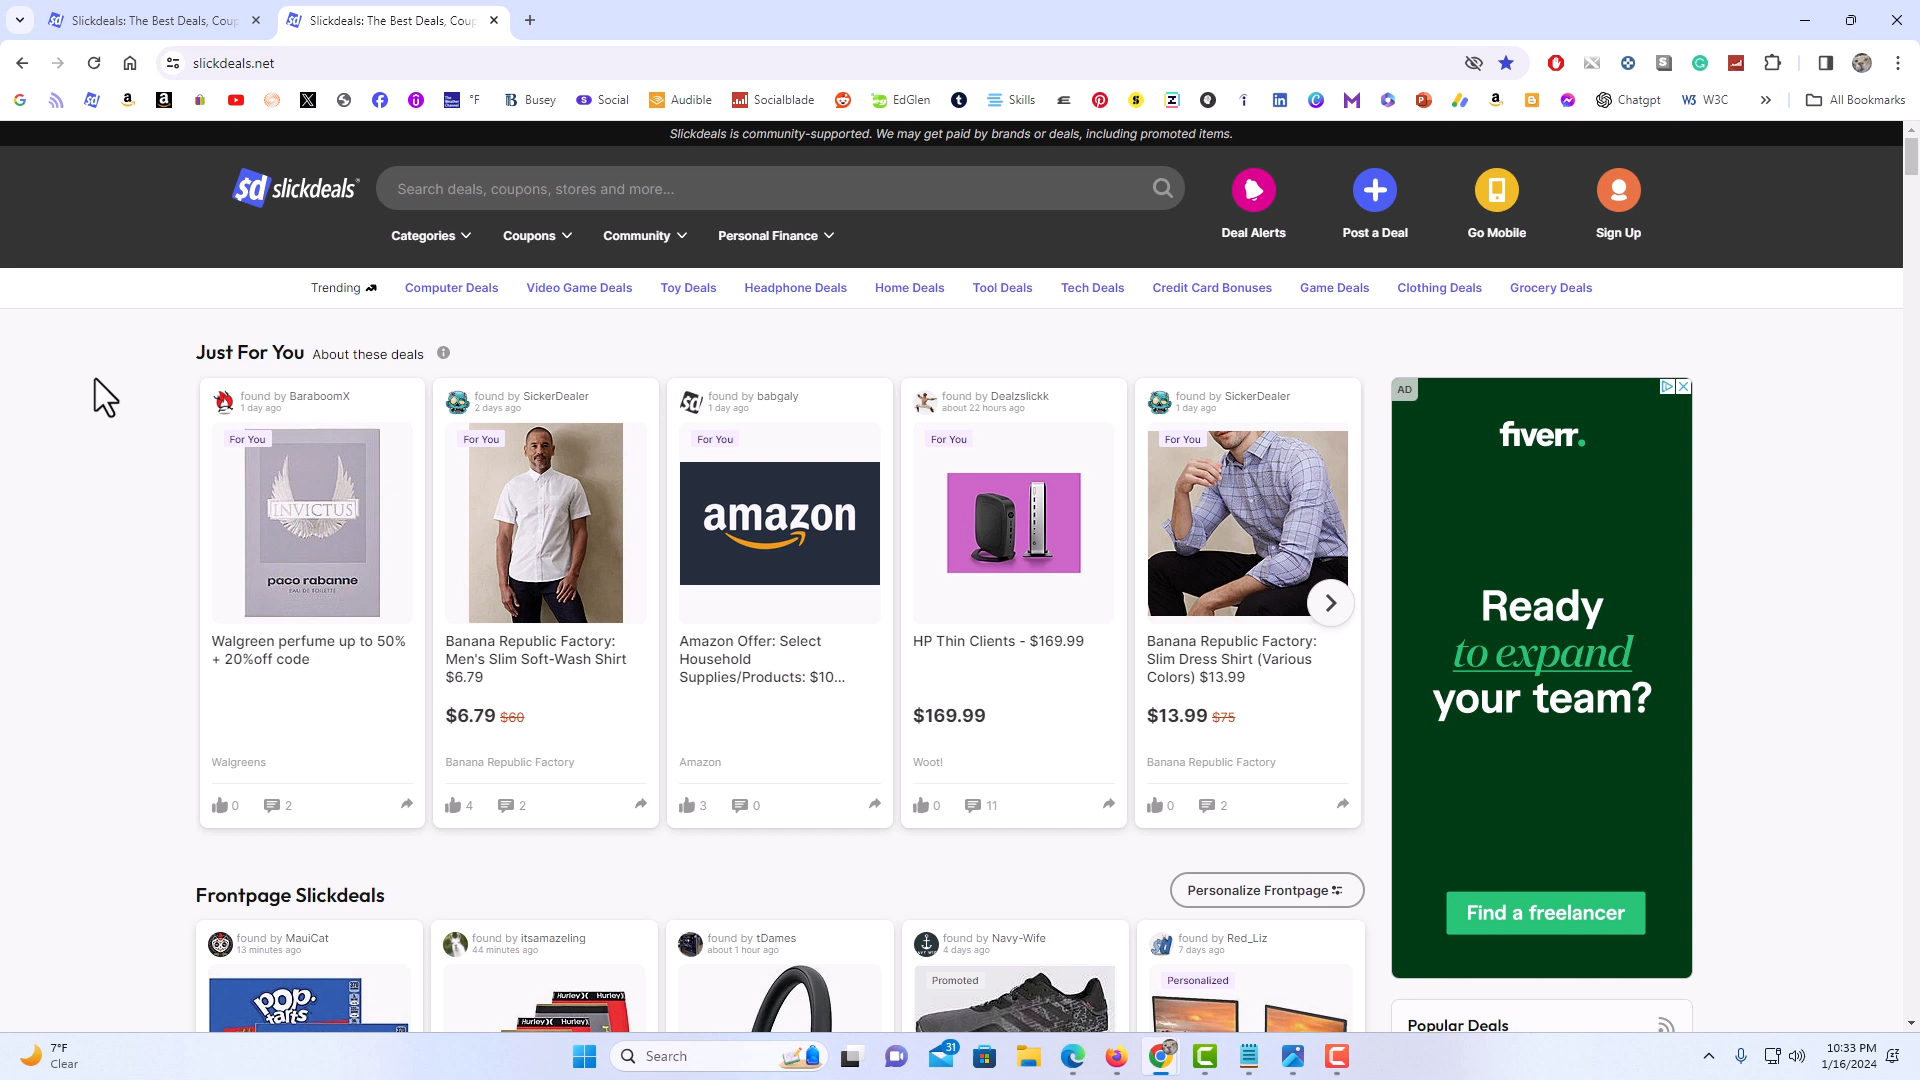 Slickdeals: The Best Deals, Coup
Slickdeals: The Best Deals, Coup
slickdeals.net
°F
Busey
Social
Audible
Socialblade
EdGlen
Skills
Chatgpt
W3C
All Bookmarks
Slickdeals is community-supported. We may get paid by brands or deals, including promoted items.
sd slickdeals
Search deals, coupons, stores and more...
Deal Alerts
Post a Deal
Go Mobile
Sign Up
Categories
Coupons
Community
Personal Finance
Trending
Computer Deals
Video Game Deals
Toy Deals
Headphone Deals
Home Deals
Tool Deals
Tech Deals
Credit Card Bonuses
Game Deals
Clothing Deals
Grocery Deals
Just For You About these deals
found by BaraboomX
1 day ago
For You
INVICTUS
paco rabanne
EAU DE TOILETTE
Walgreen perfume up to 50%
+ 20%off code
Walgreens
0
2
found by SickerDealer
2 days ago
For You
Banana Republic Factory:
Men's Slim Soft-Wash Shirt
$6.79
$6.79 $60
Banana Republic Factory
4
2
found by babgaly
1 day ago
For You
amazon
Amazon Offer: Select
Household
Supplies/Products: $10...
Amazon
3
0
found by Dealzslickk
about 22 hours ago
For You
HP Thin Clients - $169.99
$169.99
Woot!
0
11
found by SickerDealer
1 day ago
For You
Banana Republic Factory:
Slim Dress Shirt (Various
Colors) $13.99
$13.99 $75
Banana Republic Factory
0
2
AD
fiverr.
Ready
to expand
your team?
Find a freelancer
Frontpage Slickdeals
Personalize Frontpage
found by MauiCat
13 minutes ago
pop.
tarts
found by itsamazeling
44 minutes ago
Hurley Hurley
Hurley Hurley
found by tDames
about 1 hour ago
found by Navy-Wife
4 days ago
Promoted
found by Red_Liz
7 days ago
Personalized
Popular Deals
7°F
Clear
Search
31
10:33 PM
1/16/2024